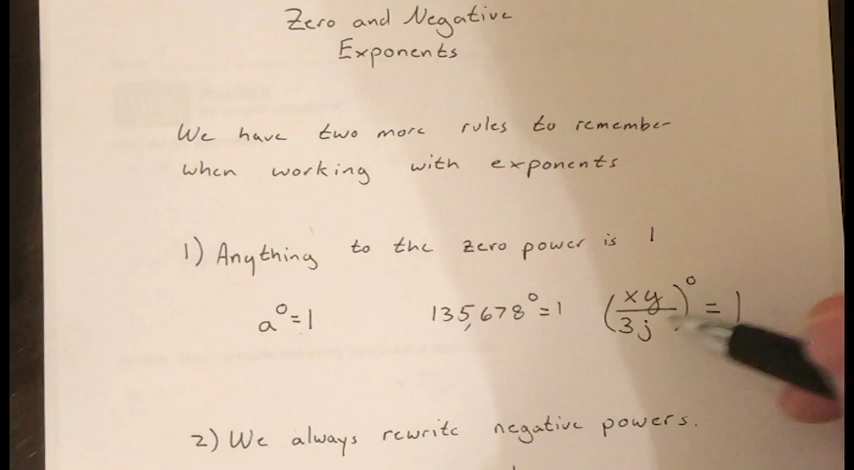 Zero and Negative
Exponents
We have two more rules to remember
when working with exponents
1) Anything to the zero power is 1
a⁰=1 135,678⁰=1 (xy/3j)⁰ = 1
2) We always rewrite negative powers.